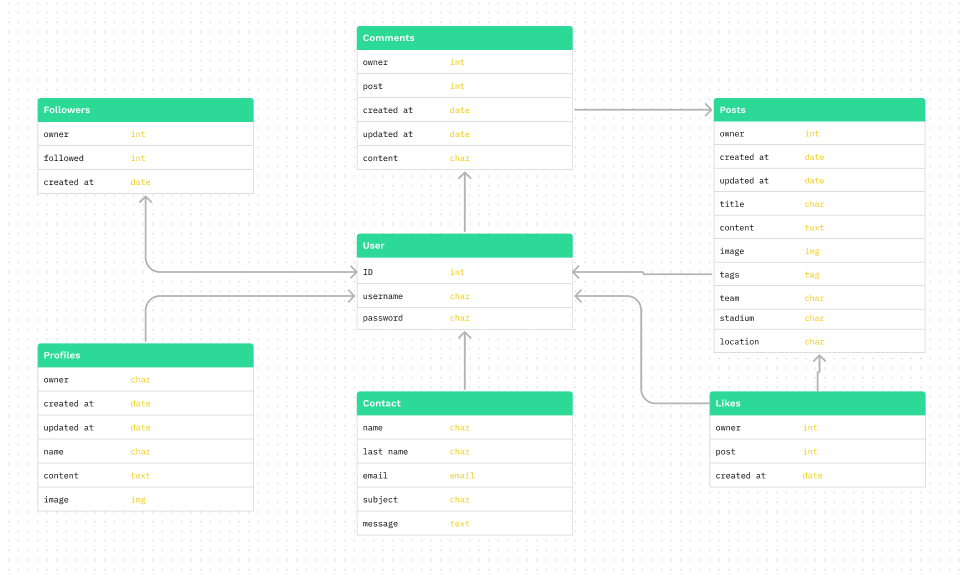 Comments
owner int
post int
created at date
updated at date
content char
Followers
owner int
followed int
created at date
Posts
owner int
created at date
updated at date
title char
content text
image img
tags tag
team char
stadium char
location char
User
ID int
username char
password char
Profiles
owner char
created at date
updated at date
name char
content text
image img
Contact
name char
last name char
email email
subject char
message text
Likes
owner int
post int
created at date